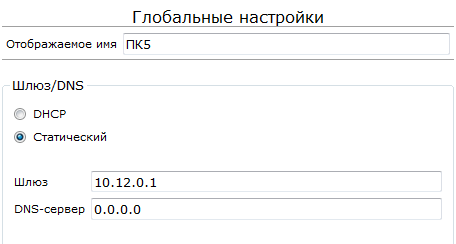 Глобальные настройки
Отображаемое имя ПК5
Шлюз/DNS
DHCP
Статический
Шлюз 10.12.0.1
DNS-сервер 0.0.0.0